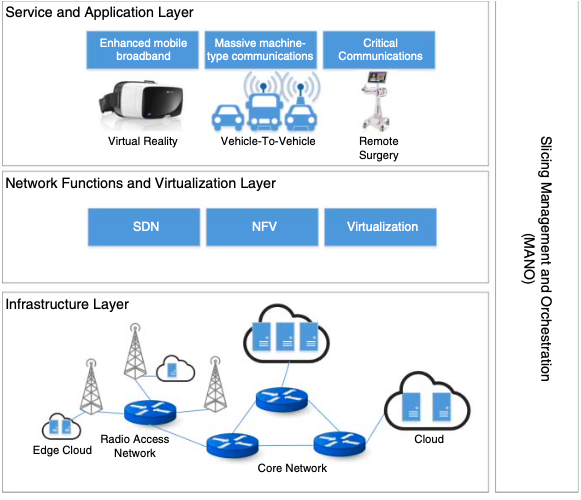 Service and Application Layer
Enhanced mobile
broadband
Massive machine-
type communications
Critical
Communications
Virtual Reality
Vehicle-To-Vehicle
Remote
Surgery
Network Functions and Virtualization Layer
SDN
NFV
Virtualization
Infrastructure Layer
Edge Cloud
Radio Access
Network
Core Network
Cloud
Slicing Management and Orchestration
(MANO)